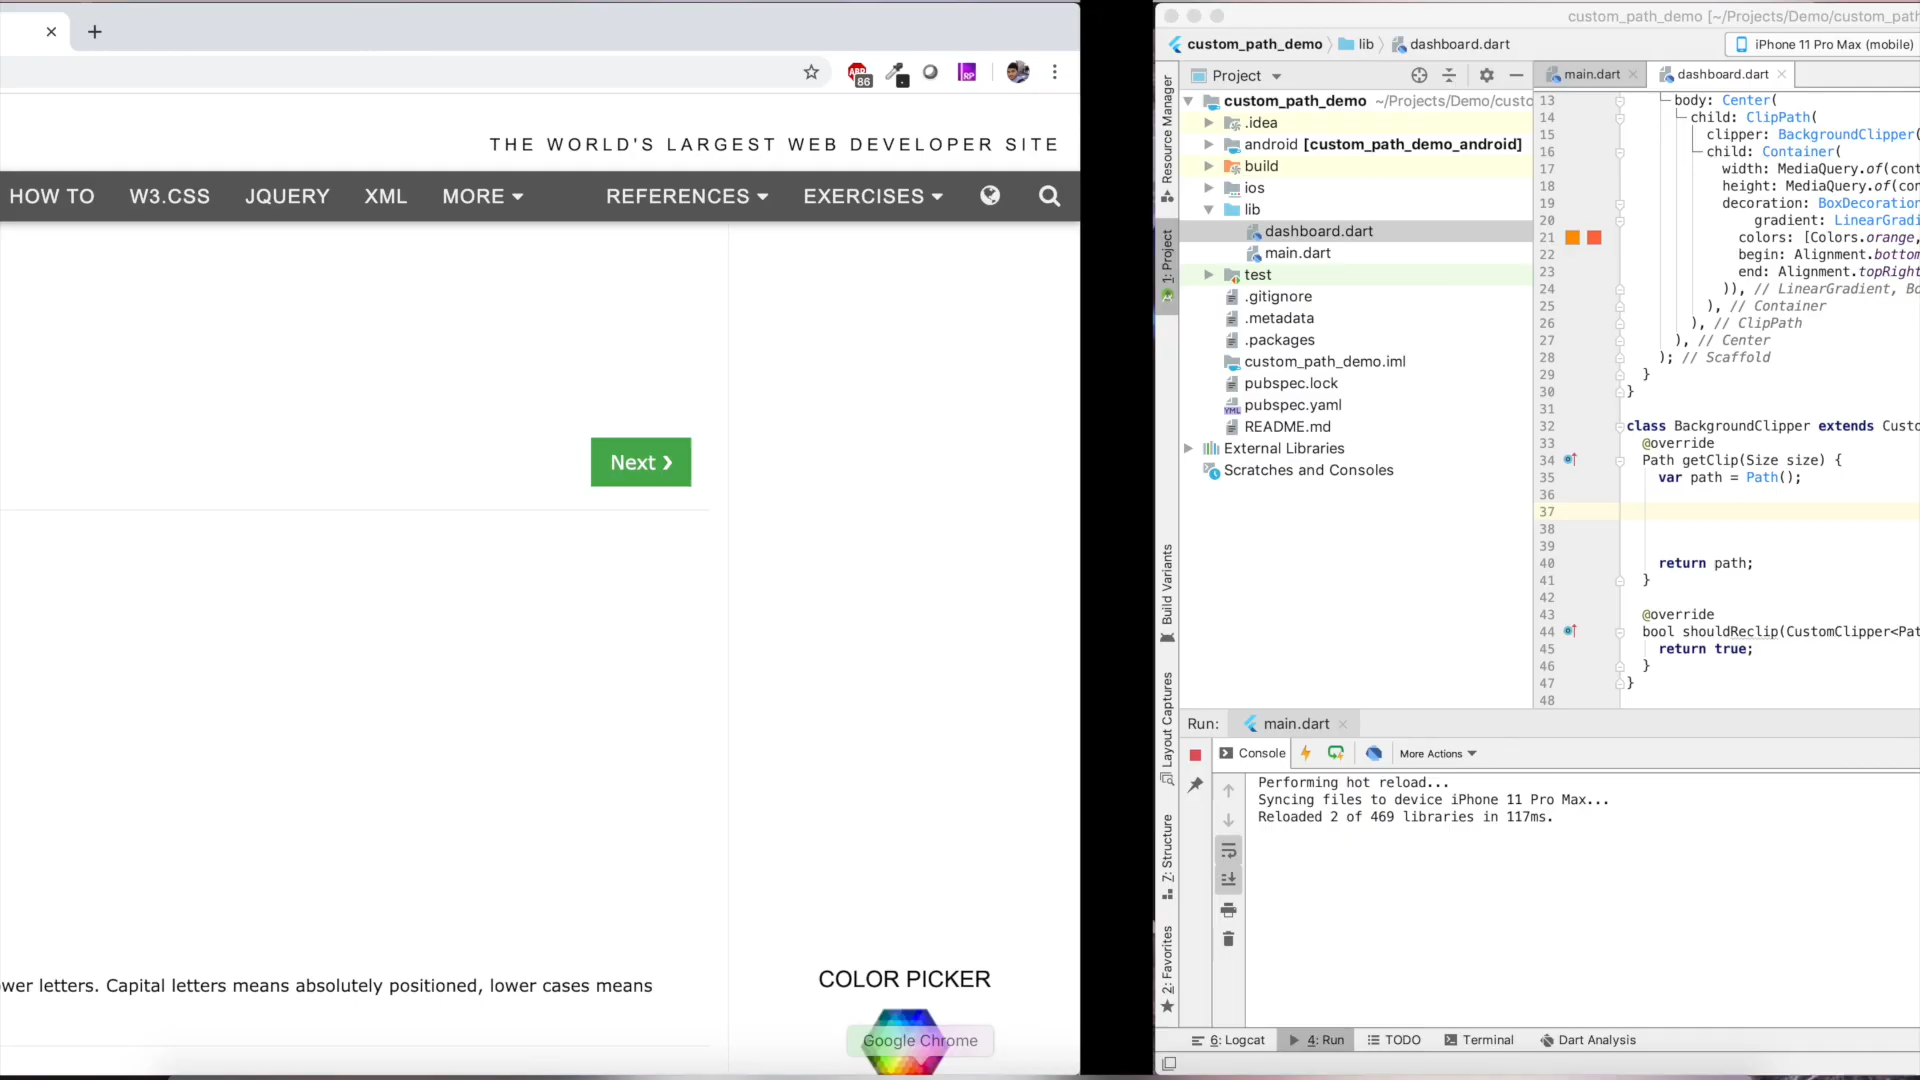 86
RP
THE WORLD'S LARGEST WEB DEVELOPER SITE
HOW TO W3.CSS JQUERY XML MORE REFERENCES EXERCISES
Next ❯
wer letters. Capital letters means absolutely positioned, lower cases means
COLOR PICKER
Google Chrome
custom_path_demo [~/Projects/Demo/custom_path
custom_path_demo lib dashboard.dart
iPhone 11 Pro Max (mobile)
Project
main.dart
dashboard.dart
Resource Manager
1: Project
Build Variants
Layout Captures
7: Structure
2: Favorites
custom_path_demo ~/Projects/Demo/custo
.idea
android [custom_path_demo_android]
build
ios
lib
dashboard.dart
main.dart
test
.gitignore
.metadata
.packages
custom_path_demo.iml
pubspec.lock
pubspec.yaml
README.md
External Libraries
Scratches and Consoles
13 body: Center(
14 child: ClipPath(
15 clipper: BackgroundClipper(
16 child: Container(
17 width: MediaQuery.of(cont
18 height: MediaQuery.of(con
19 decoration: BoxDecoration
20 gradient: LinearGradi
21 colors: [Colors.orange,
22 begin: Alignment.bottom
23 end: Alignment.topRight
24 )), // LinearGradient, Bo
25 ), // Container
26 ), // ClipPath
27 ), // Center
28 ); // Scaffold
29 }
30 }
31
32 class BackgroundClipper extends Custo
33 @override
34 Path getClip(Size size) {
35 var path = Path();
36
37
38
39
40 return path;
41 }
42
43 @override
44 bool shouldReclip(CustomClipper<Pat
45 return true;
46 }
47 }
48
Run: main.dart
Console
More Actions
Performing hot reload...
Syncing files to device iPhone 11 Pro Max...
Reloaded 2 of 469 libraries in 117ms.
6: Logcat 4: Run TODO Terminal Dart Analysis